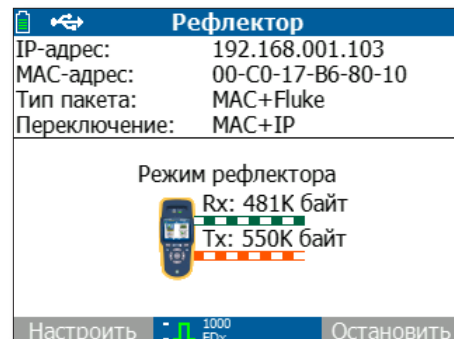 Рефлектор
IP-адрес: 192.168.001.103
MAC-адрес: 00-C0-17-B6-80-10
Тип пакета: MAC+Fluke
Переключение: MAC+IP
Режим рефлектора
Rx: 481K байт
Tx: 550K байт
Настроить 1000 FDx Остановить